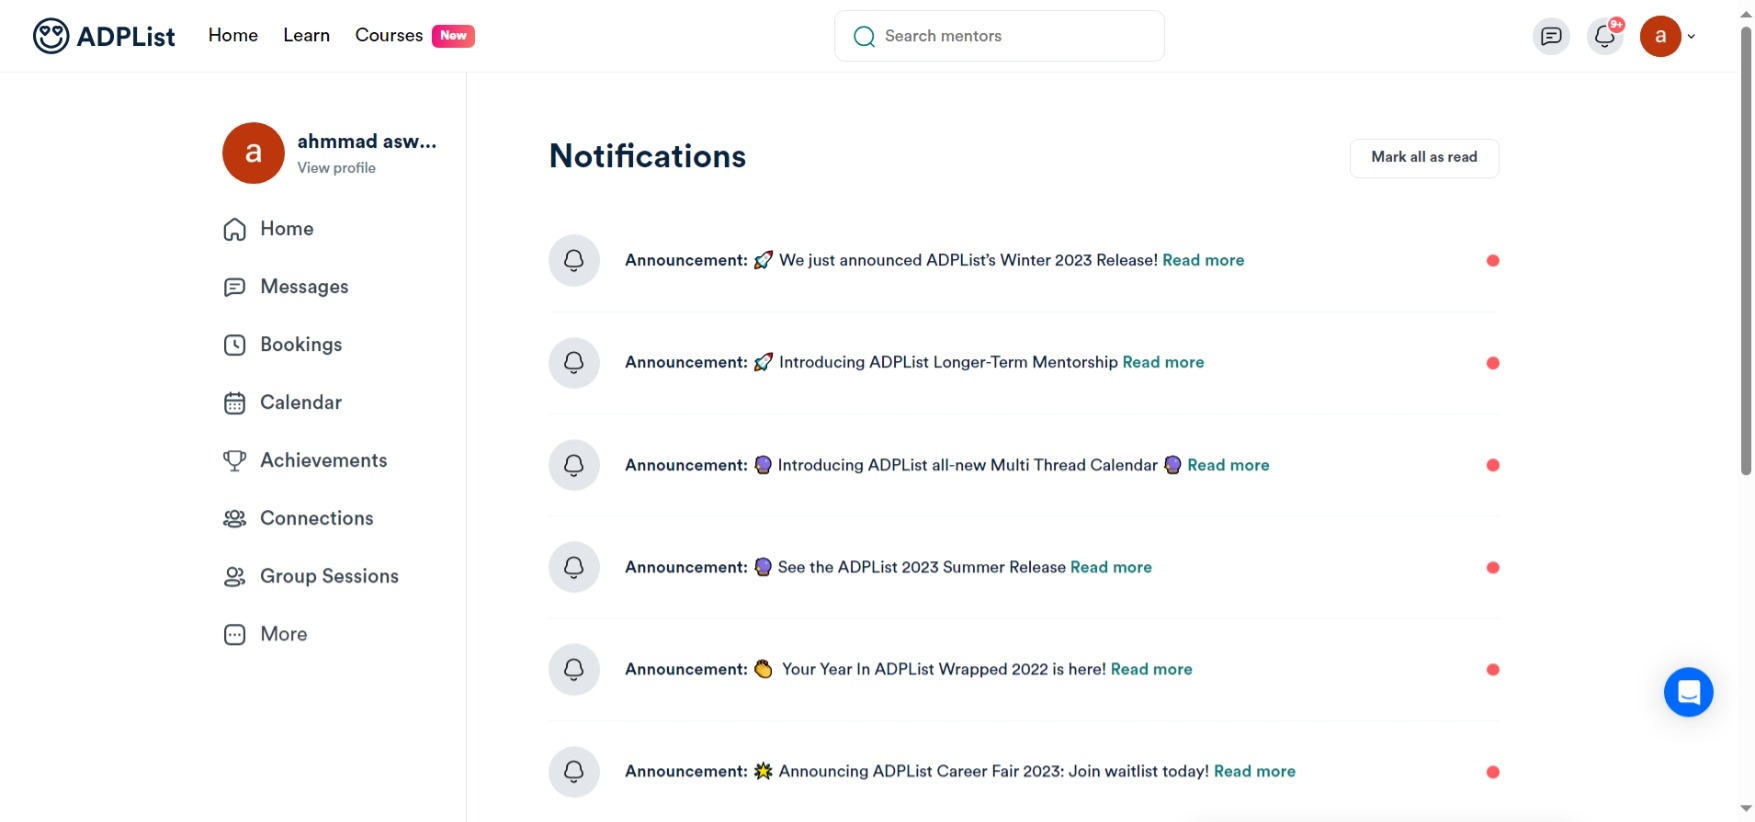 ADPList Home Learn Courses New Search mentors 9+ a
a ahmmad asw...
View profile
Home
Messages
Bookings
Calendar
Achievements
Connections
Group Sessions
More
Notifications Mark all as read
Announcement: 🚀 We just announced ADPList’s Winter 2023 Release! Read more
Announcement: 🚀 Introducing ADPList Longer-Term Mentorship Read more
Announcement: 🔮 Introducing ADPList all-new Multi Thread Calendar 🔮 Read more
Announcement: 🔮 See the ADPList 2023 Summer Release Read more
Announcement: 👏 Your Year In ADPList Wrapped 2022 is here! Read more
Announcement: 🌟 Announcing ADPList Career Fair 2023: Join waitlist today! Read more